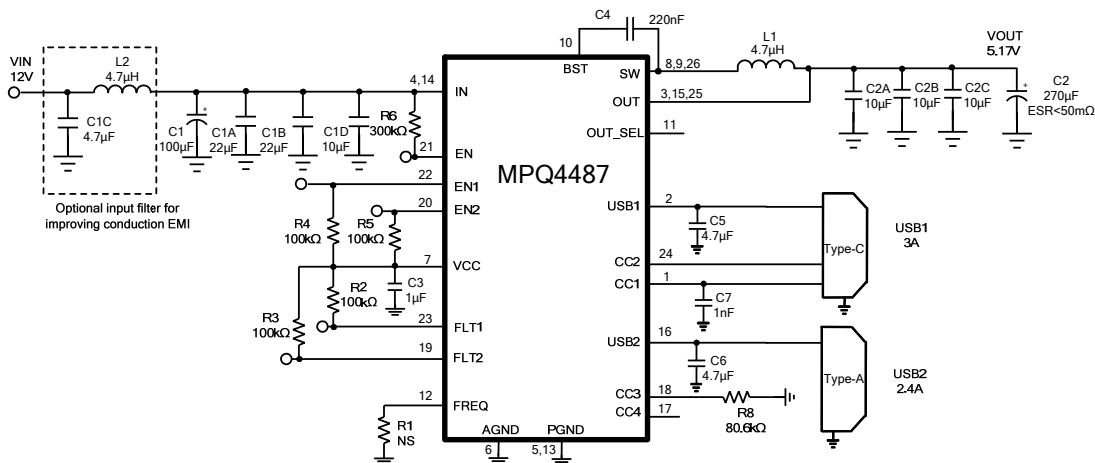 C4
220nF
10
BST
VIN
12V
L2
4.7µH
C1C
4.7µF
Optional input filter for
improving conduction EMI
C1
100µF
C1A
22µF
C1B
22µF
C1D
10µF
R6
300kΩ
4,14
IN
21
EN
22
EN1
20
EN2
R4
100kΩ
R5
100kΩ
7
VCC
C3
1µF
R2
100kΩ
R3
100kΩ
23
FLT1
19
FLT2
12
FREQ
R1
NS
MPQ4487
AGND
6
PGND
5,13
SW
8,9,26
L1
4.7µH
VOUT
5.17V
OUT
3,15,25
OUT_SEL
11
C2A
10µF
C2B
10µF
C2C
10µF
C2
270µF
ESR<50mΩ
+
+
USB1
2
C5
4.7µF
CC2
24
CC1
1
C7
1nF
Type-C
USB1
3A
USB2
16
C6
4.7µF
CC3
18
CC4
17
R8
80.6kΩ
Type-A
USB2
2.4A